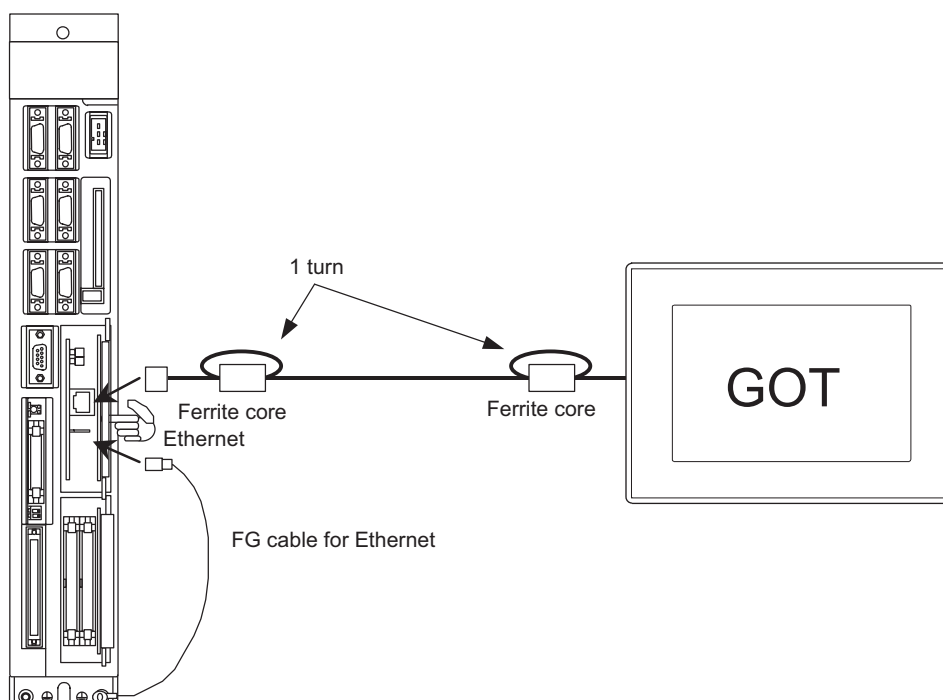 1 turn
GOT
Ferrite core
Ferrite core
Ethernet
FG cable for Ethernet